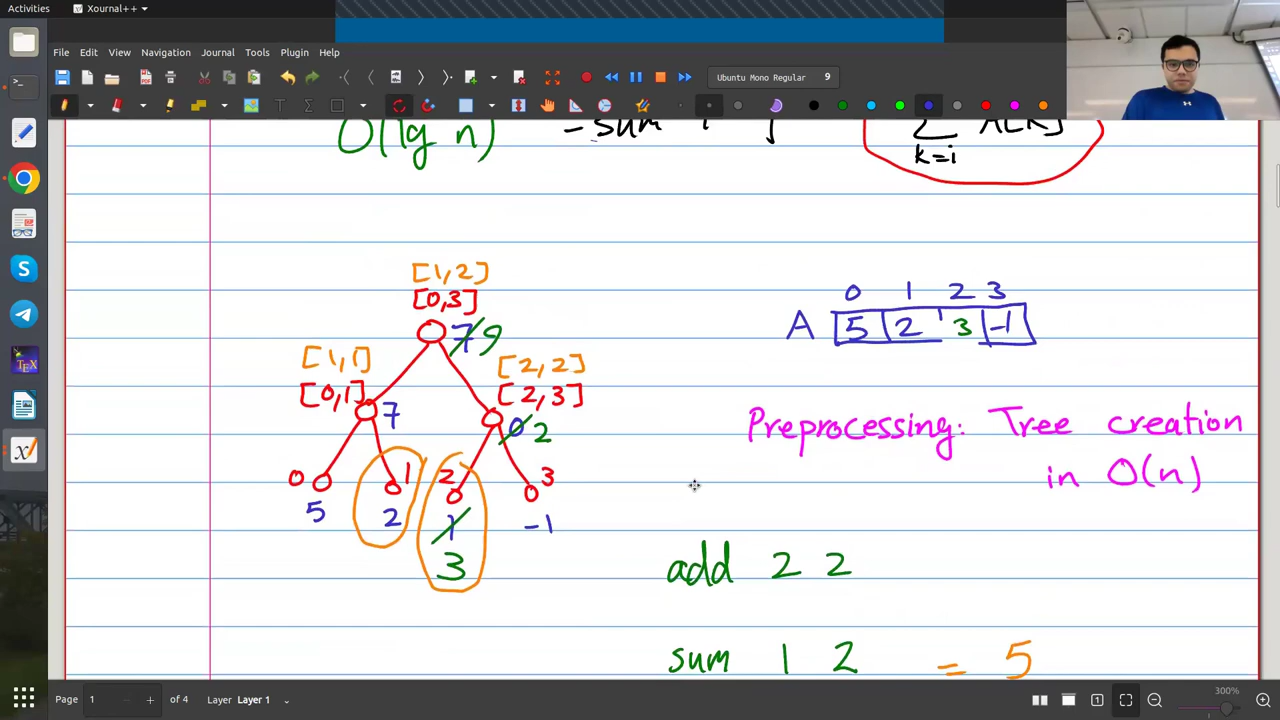 Activities Xournal++
File Edit View Navigation Journal Tools Plugin Help
Ubuntu Mono Regular 9
O(lg n) - sum i j Σ A[k]
k=i
[1,2]
[0,3]
7 9
0 1 2 3
A 5 2 3 -1
[1,1] [2,2]
[0,1] [2,3]
7 0 2
Preprocessing: Tree creation
in O(n)
0 1 2 3
5 2 1 -1
3
add 2 2
sum 1 2 = 5
Page 1 of 4 Layer Layer 1 300%